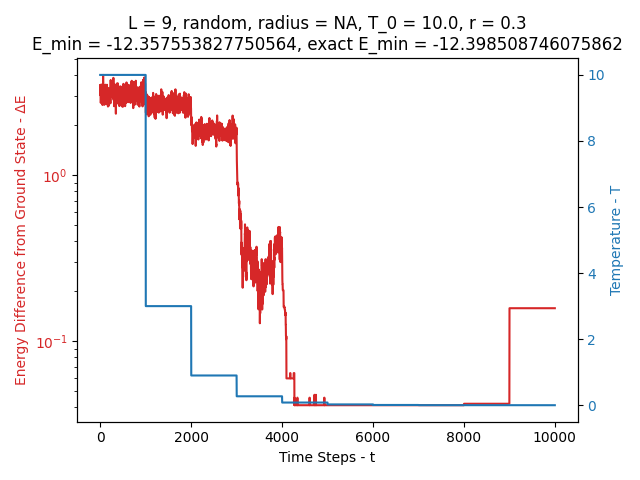 L = 9, random, radius = NA, T_0 = 10.0, r = 0.3
E_min = -12.357553827750564, exact E_min = -12.398508746075862
Energy Difference from Ground State - ΔE
10⁰
10⁻¹
10
8
6
4
2
0
Temperature - T
0 2000 4000 6000 8000 10000
Time Steps - t